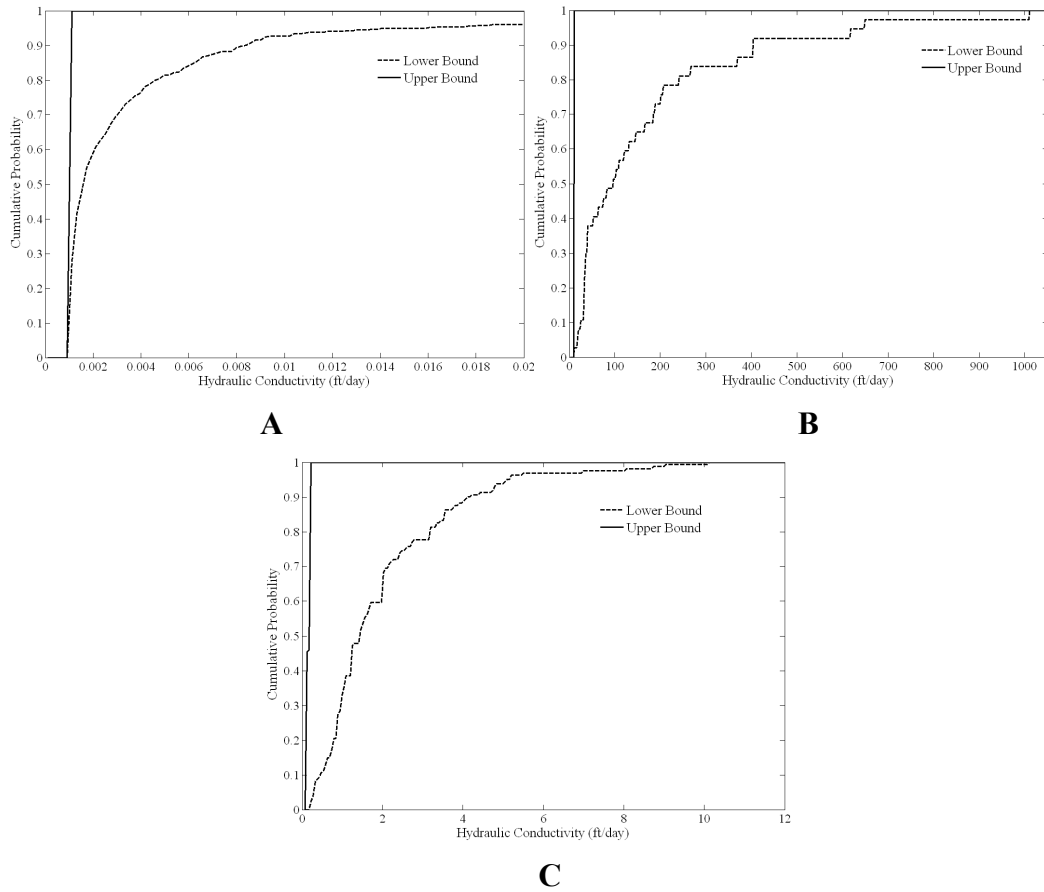 1
0.9
0.8
0.7
0.6
0.5
0.4
0.3
0.2
0.1
0
Cumulative Probability
Lower Bound
Upper Bound
0 0.002 0.004 0.006 0.008 0.01 0.012 0.014 0.016 0.018 0.02
Hydraulic Conductivity (ft/day)
A
1
0.9
0.8
0.7
0.6
0.5
0.4
0.3
0.2
0.1
0
Cumulative Probability
Lower Bound
Upper Bound
0 100 200 300 400 500 600 700 800 900 1000
Hydraulic Conductivity (ft/day)
B
1
0.9
0.8
0.7
0.6
0.5
0.4
0.3
0.2
0.1
0
Cumulative Probability
Lower Bound
Upper Bound
0 2 4 6 8 10 12
Hydraulic Conductivity (ft/day)
C